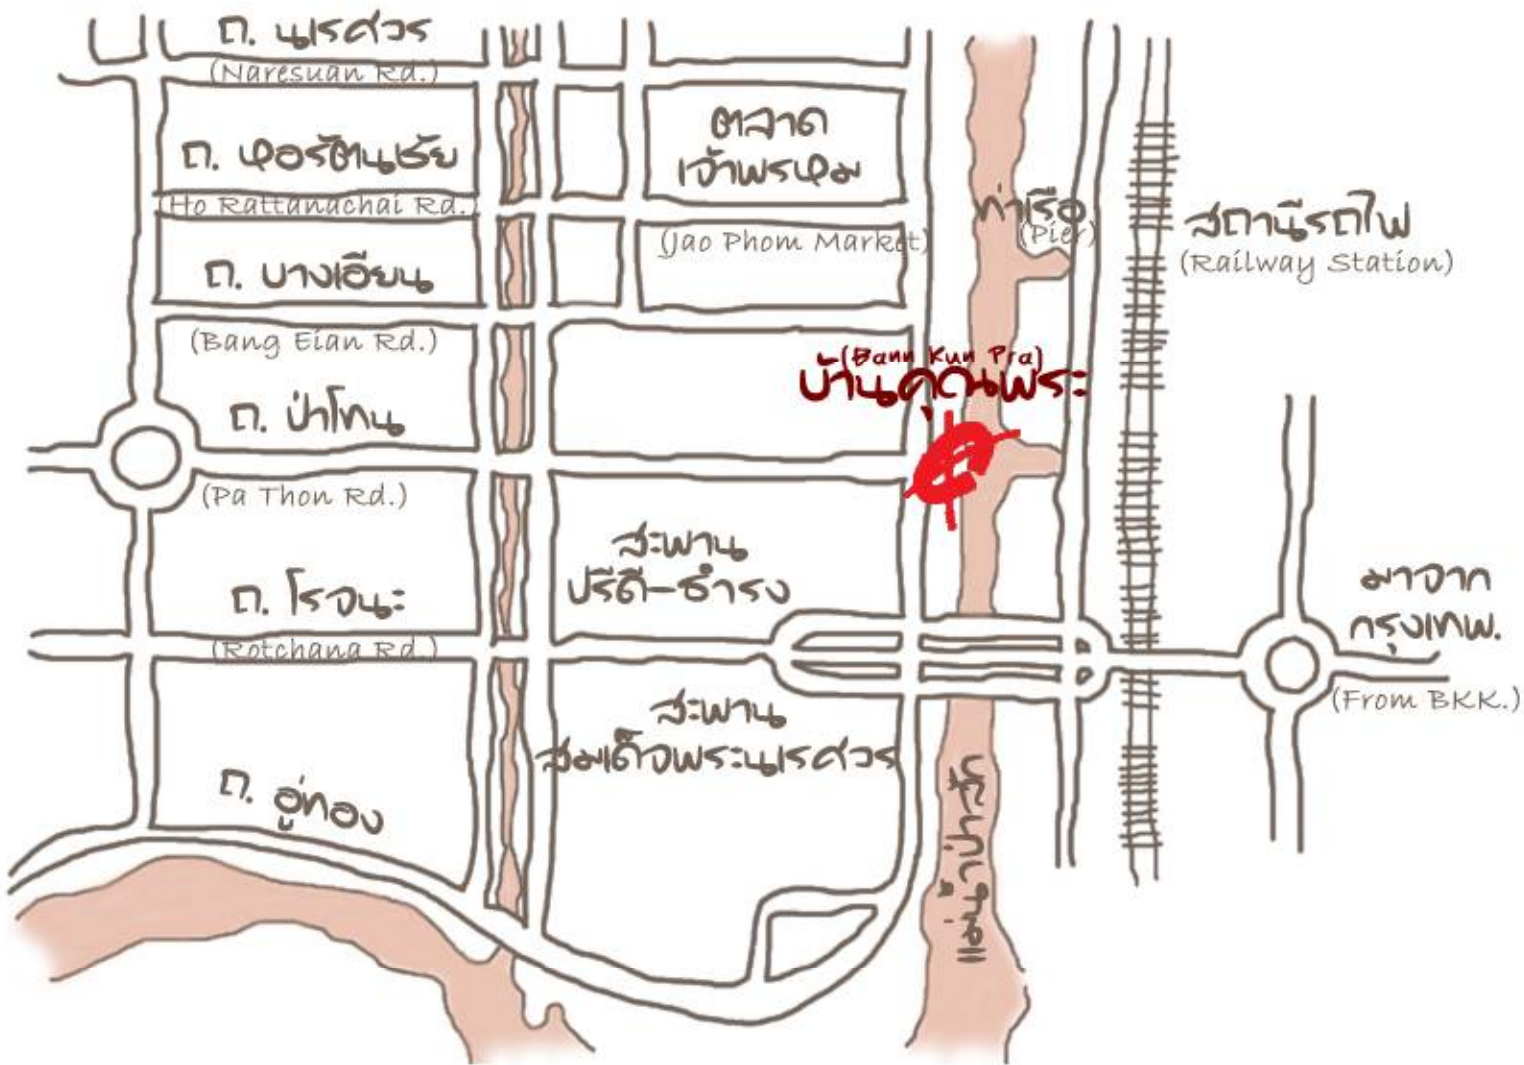 ถ. นเรศวร
(Naresuan Rd.)
ตลาด
เจ้าพรหม
ถ. หอรัตนชัย
(Ho Rattanachai Rd.)
ท่าเรือ
(Pier)
สถานีรถไฟ
(Railway Station)
(Jao Phom Market)
ถ. บางเอียน
(Bang Eian Rd.)
(Bann Kun Pra)
บ้านคุณพระ
ถ. ป่าโทน
(Pa Thon Rd.)
สะพาน
ปรีดี-ธำรง
ถ. โรจนะ
(Rotchana Rd.)
มาจาก
กรุงเทพ.
(From BKK.)
สะพาน
สมเด็จพระนเรศวร
ถ. อู่ทอง
แม่น้ำป่าสัก